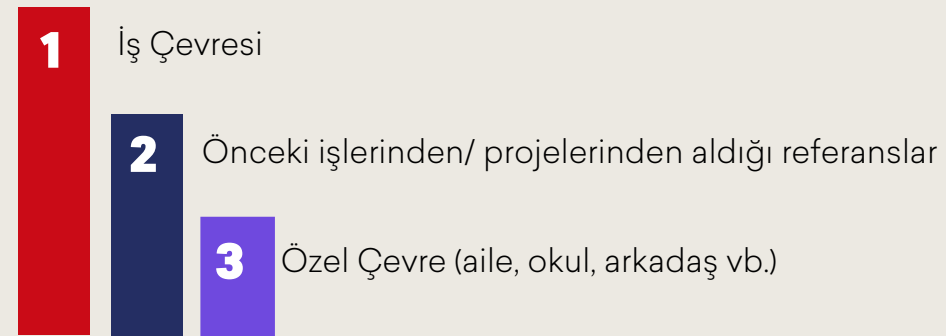 1 İş Çevresi
2 Önceki işlerinden/ projelerinden aldığı referanslar
3 Özel Çevre (aile, okul, arkadaş vb.)